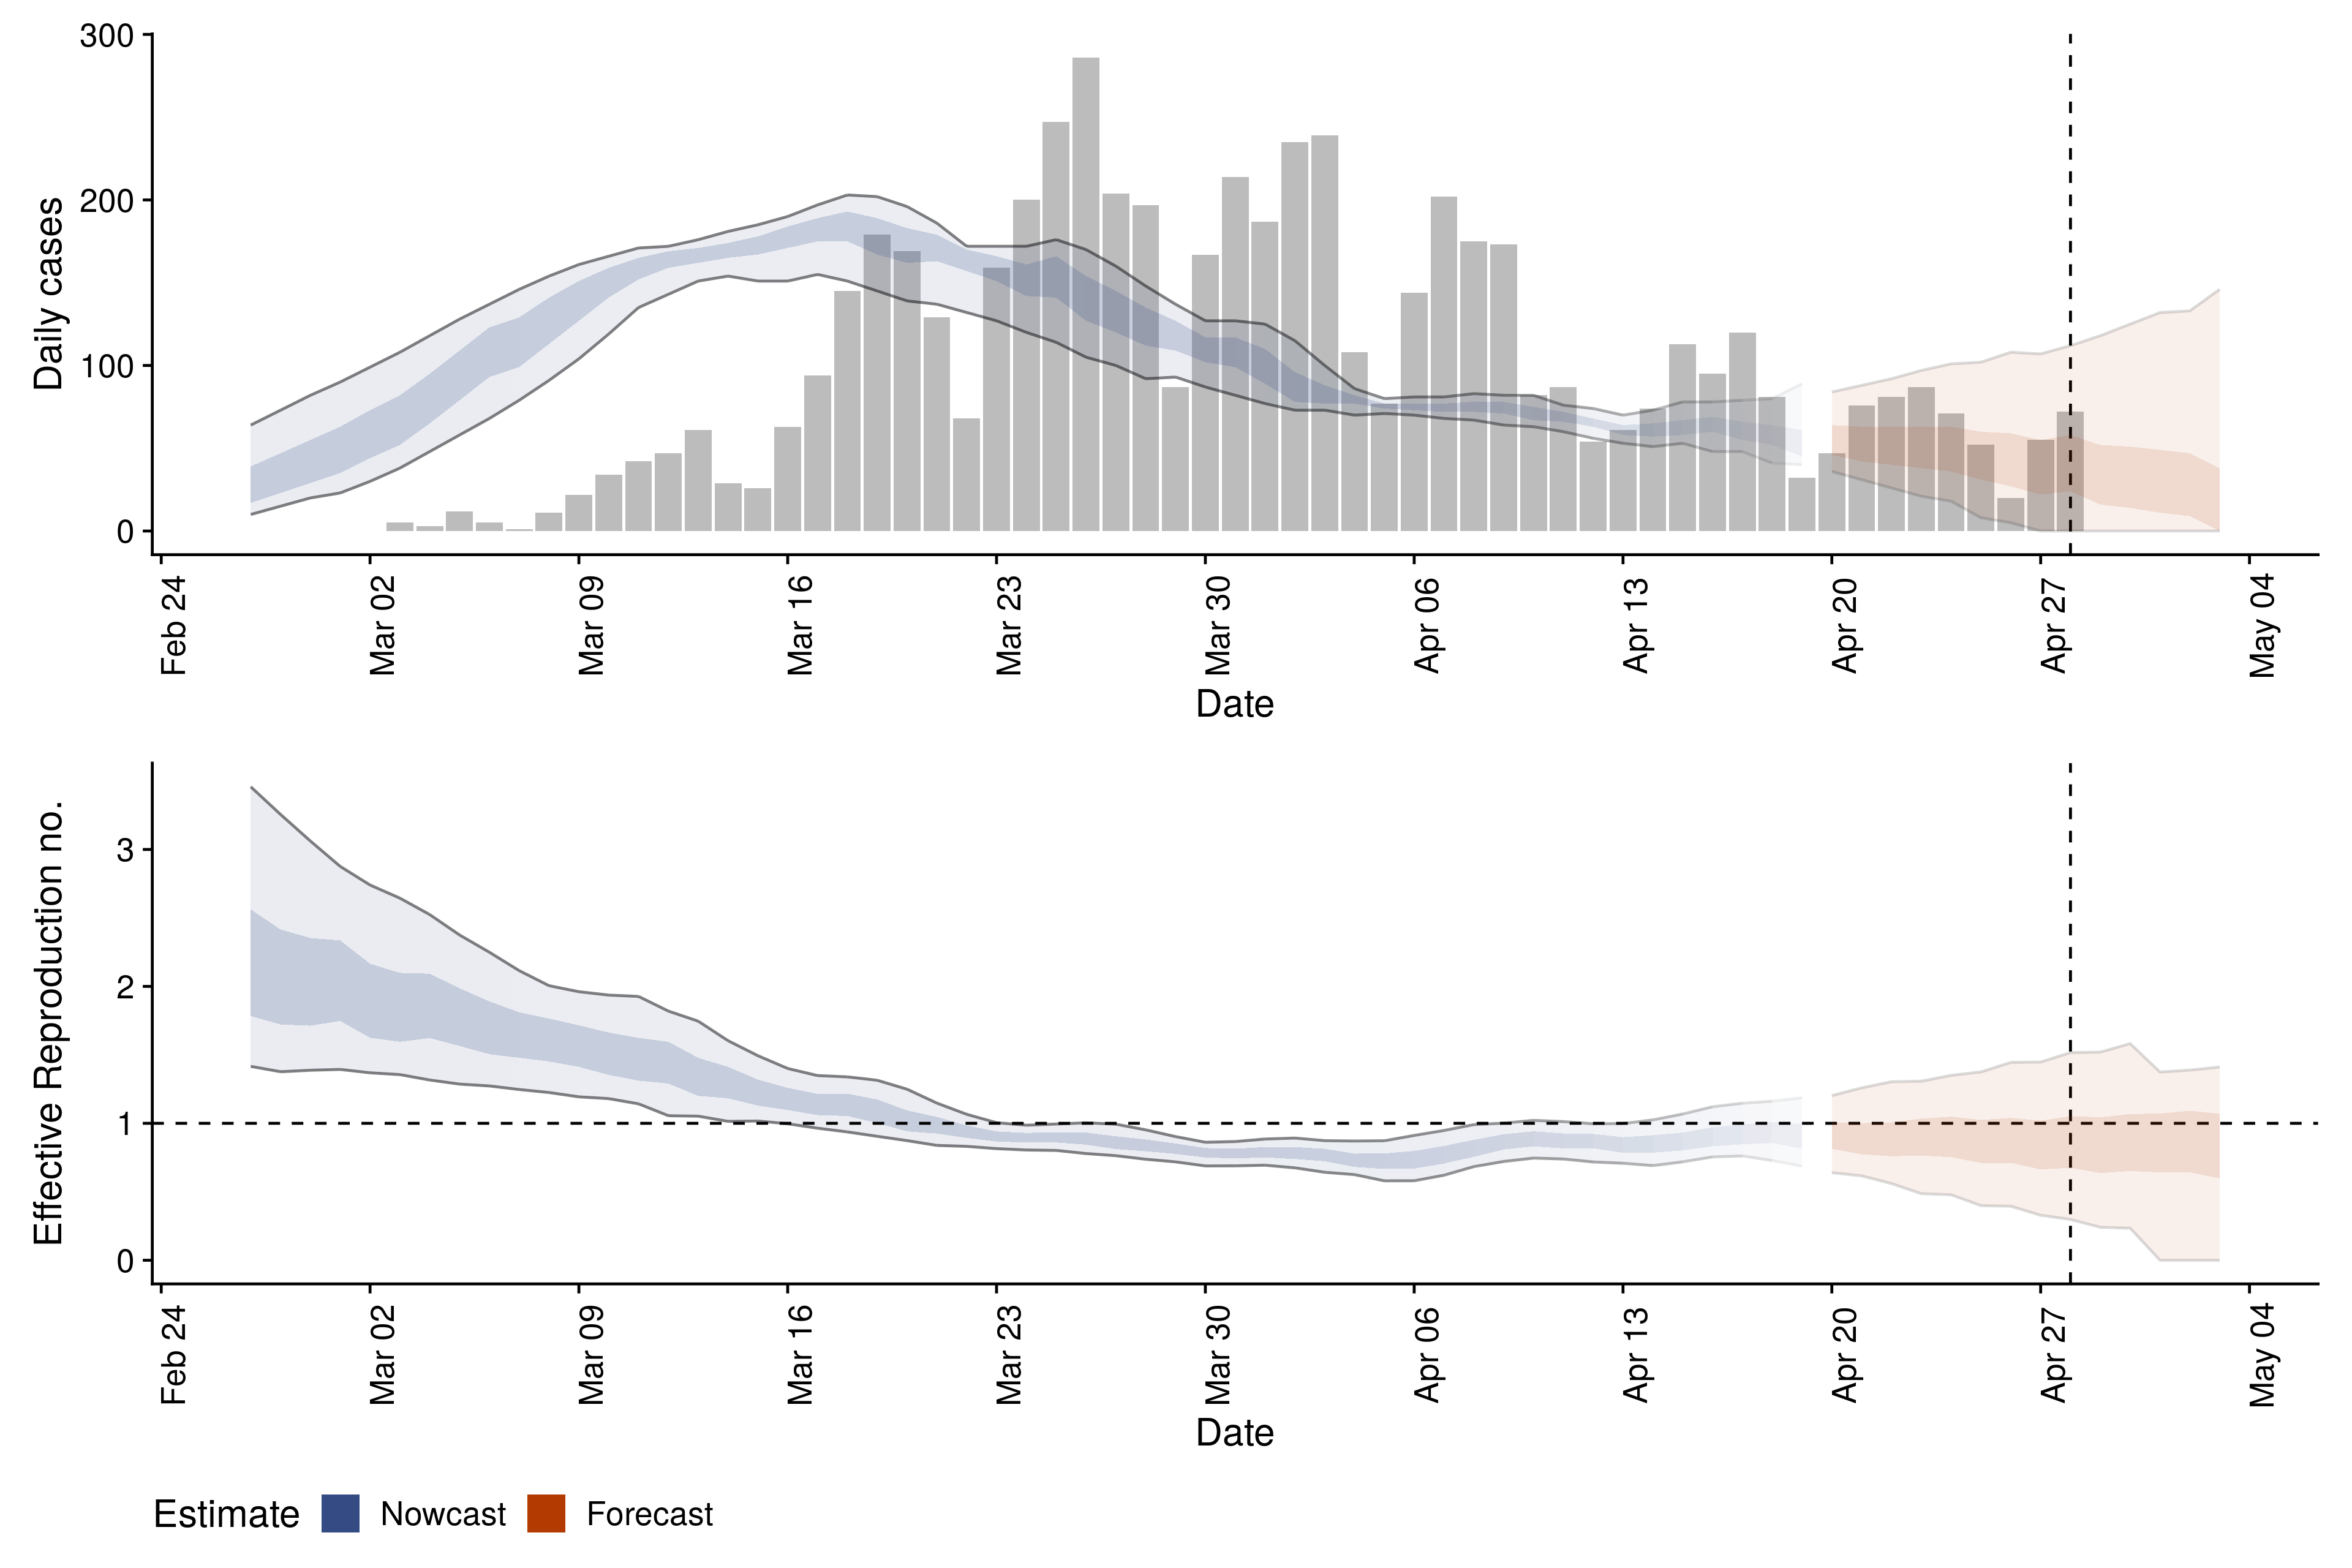 Daily cases
300
200
100
0
Feb 24
Mar 02
Mar 09
Mar 16
Mar 23
Mar 30
Apr 06
Apr 13
Apr 20
Apr 27
May 04
Date
Effective Reproduction no.
3
2
1
0
Feb 24
Mar 02
Mar 09
Mar 16
Mar 23
Mar 30
Apr 06
Apr 13
Apr 20
Apr 27
May 04
Date
Estimate Nowcast Forecast